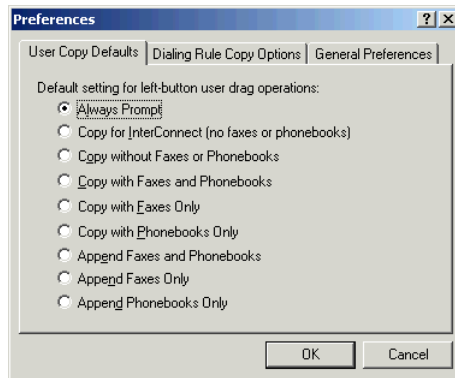 Preferences
User Copy Defaults Dialing Rule Copy Options General Preferences
Default setting for left-button user drag operations:
Always Prompt
Copy for InterConnect (no faxes or phonebooks)
Copy without Faxes or Phonebooks
Copy with Faxes and Phonebooks
Copy with Faxes Only
Copy with Phonebooks Only
Append Faxes and Phonebooks
Append Faxes Only
Append Phonebooks Only
OK Cancel